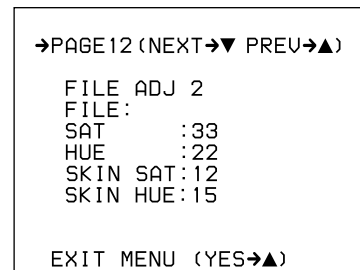 →PAGE12(NEXT→▼ PREV→▲)
FILE ADJ 2
FILE:
SAT :33
HUE :22
SKIN SAT:12
SKIN HUE:15
EXIT MENU (YES→▲)